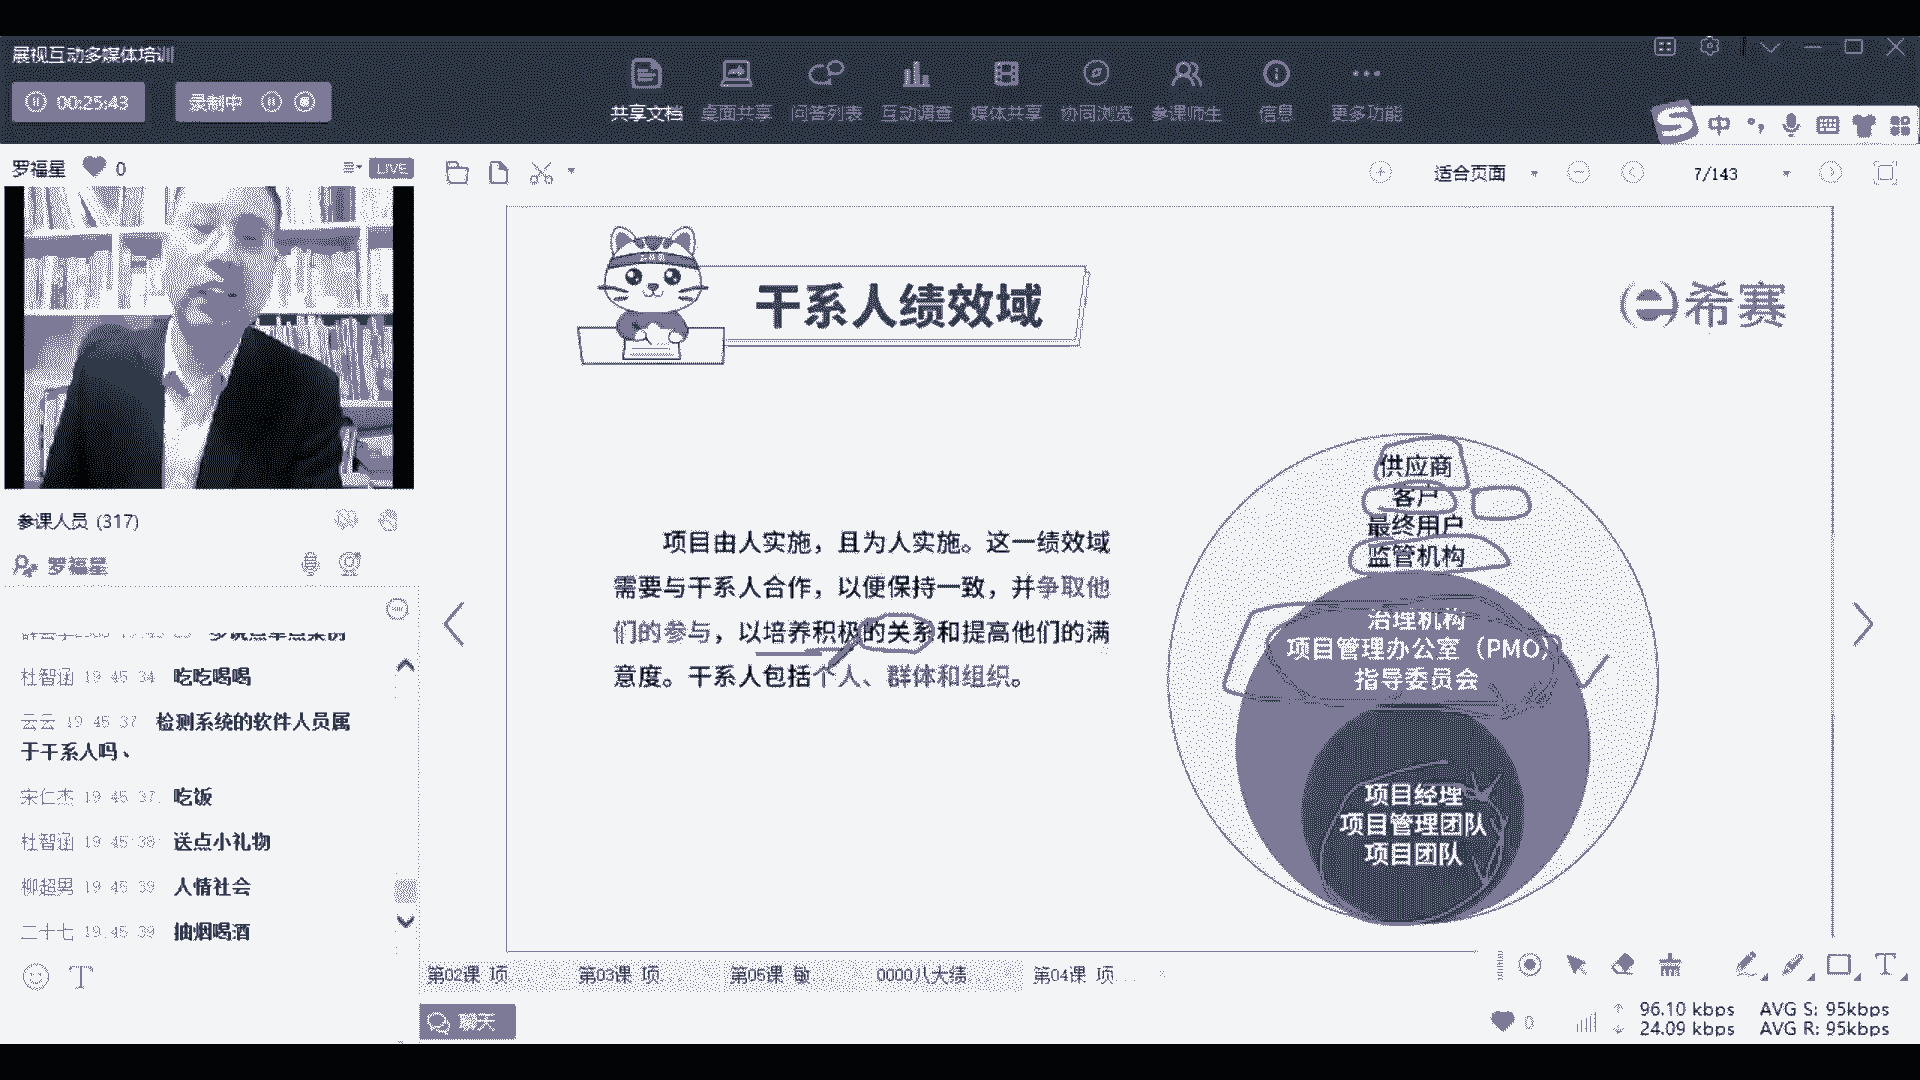 展视互动多媒体培训
00:25:43
录制中
共享文档
桌面共享
问答列表
互动调查
媒体共享
协同浏览
参课师生
信息
更多功能
中
罗福星
0
LIVE
适合页面
7/143
干系人绩效域
希赛
项目由人实施，且为人实施。这一绩效域
需要与干系人合作，以便保持一致，并争取他
们的参与，以培养积极的关系和提高他们的满
意度。干系人包括个人、群体和组织。
供应商
客户
最终用户
监管机构
治理机构
项目管理办公室（PMO）
指导委员会
项目经理
项目管理团队
项目团队
参课人员 (317)
罗福星
杜智涵 19:45:34 吃吃喝喝
云云 19:45:37 检测系统的软件人员属
于干系人吗、
宋仁杰 19:45:37 吃饭
杜智涵 19:45:38 送点小礼物
柳超男 19:45:39 人情社会
二十七 19:45:39 抽烟喝酒
第02课 项
第03课 项
第05课 敏
0000八大绩
第04课 项
聊天
0
96.10 kbps
AVG S: 95kbps
24.09 kbps
AVG R: 95kbps